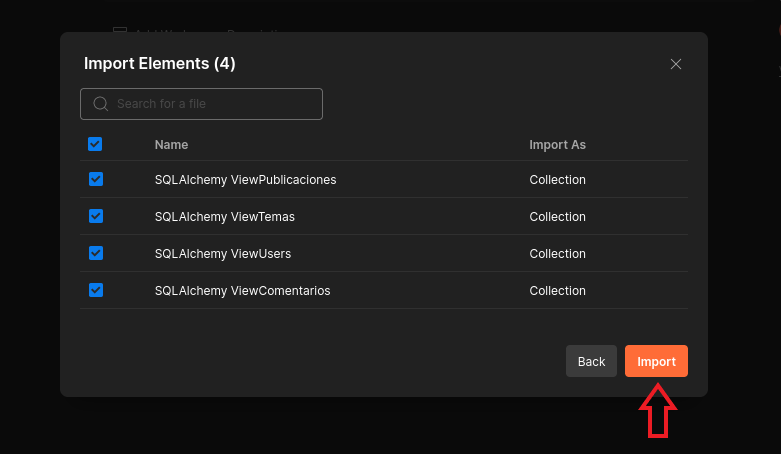 Import Elements (4)
Search for a file
Name Import As
SQLAlchemy ViewPublicaciones Collection
SQLAlchemy ViewTemas Collection
SQLAlchemy ViewUsers Collection
SQLAlchemy ViewComentarios Collection
Back Import